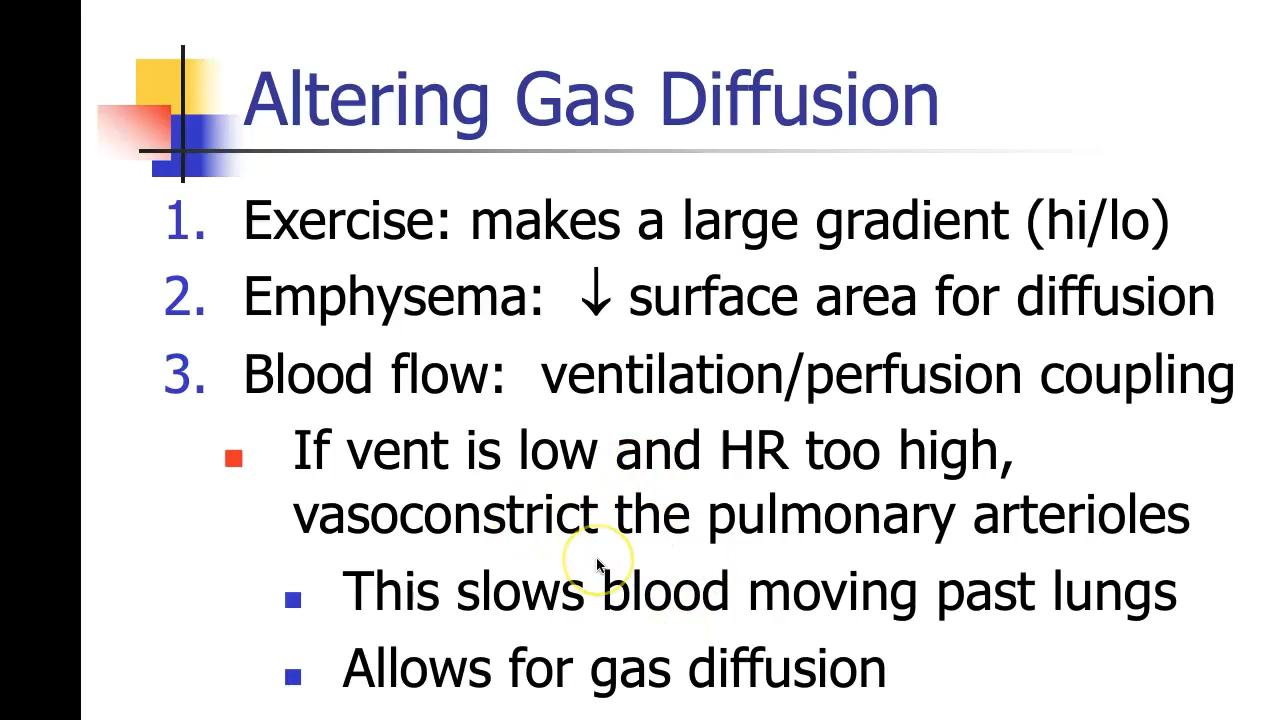 Altering Gas Diffusion
1. Exercise: makes a large gradient (hi/lo)
2. Emphysema: ↓ surface area for diffusion
3. Blood flow: ventilation/perfusion coupling
If vent is low and HR too high,
vasoconstrict the pulmonary arterioles
This slows blood moving past lungs
Allows for gas diffusion